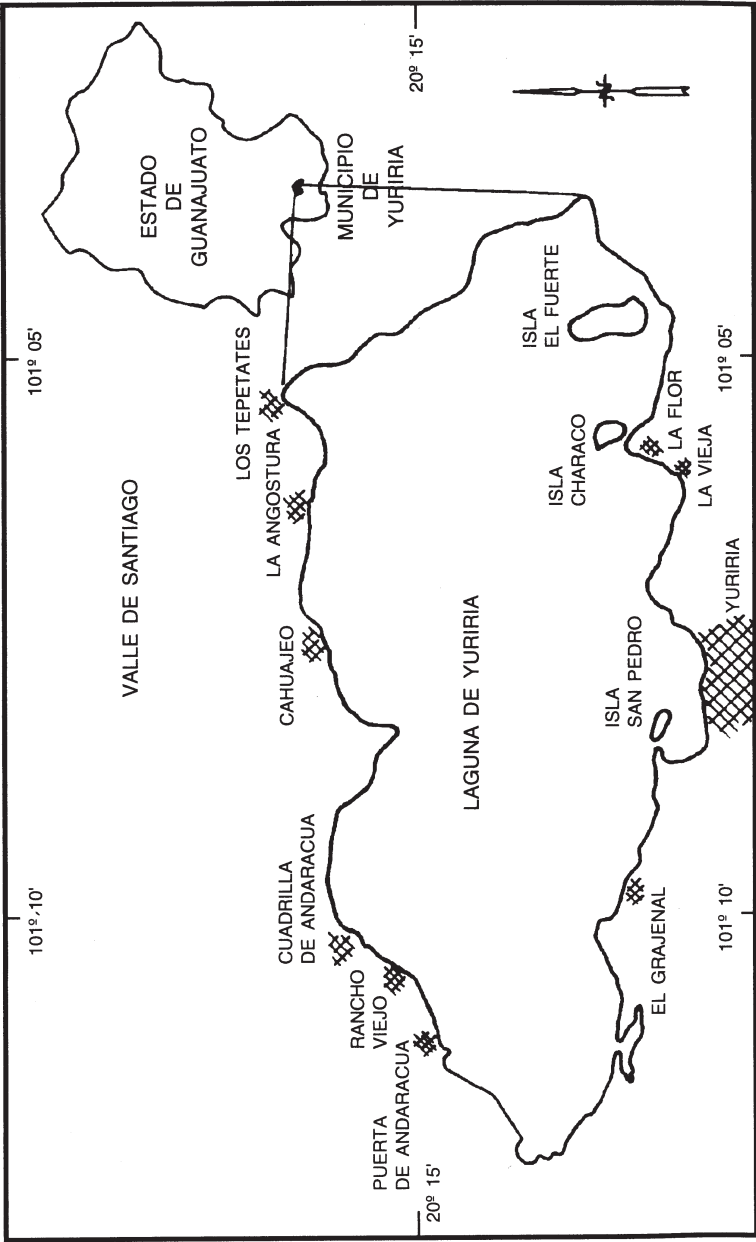 101º 10'
101º 05'
ESTADO
DE
GUANAJUATO
VALLE DE SANTIAGO
MUNICIPIO
DE
YURIRIA
LOS TEPETATES
LA ANGOSTURA
CAHUAJEO
CUADRILLA
DE ANDARACUA
RANCHO
VIEJO
PUERTA
DE ANDARACUA
20º 15'
20º 15'
LAGUNA DE YURIRIA
ISLA
EL FUERTE
ISLA
CHARACO
ISLA
SAN PEDRO
LA FLOR
LA VIEJA
EL GRAJENAL
YURIRIA
101º 10'
101º 05'